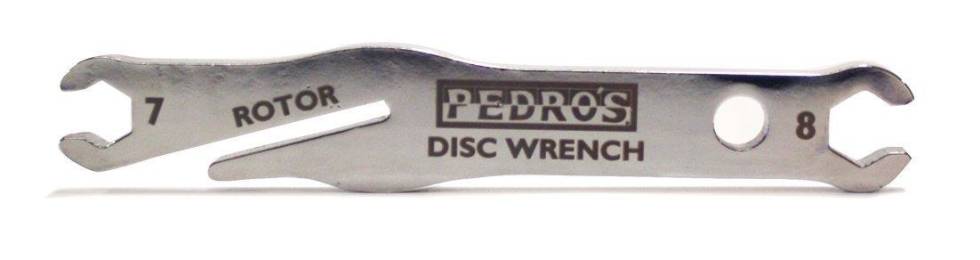 7
ROTOR
PEDRO'S
DISC WRENCH
8